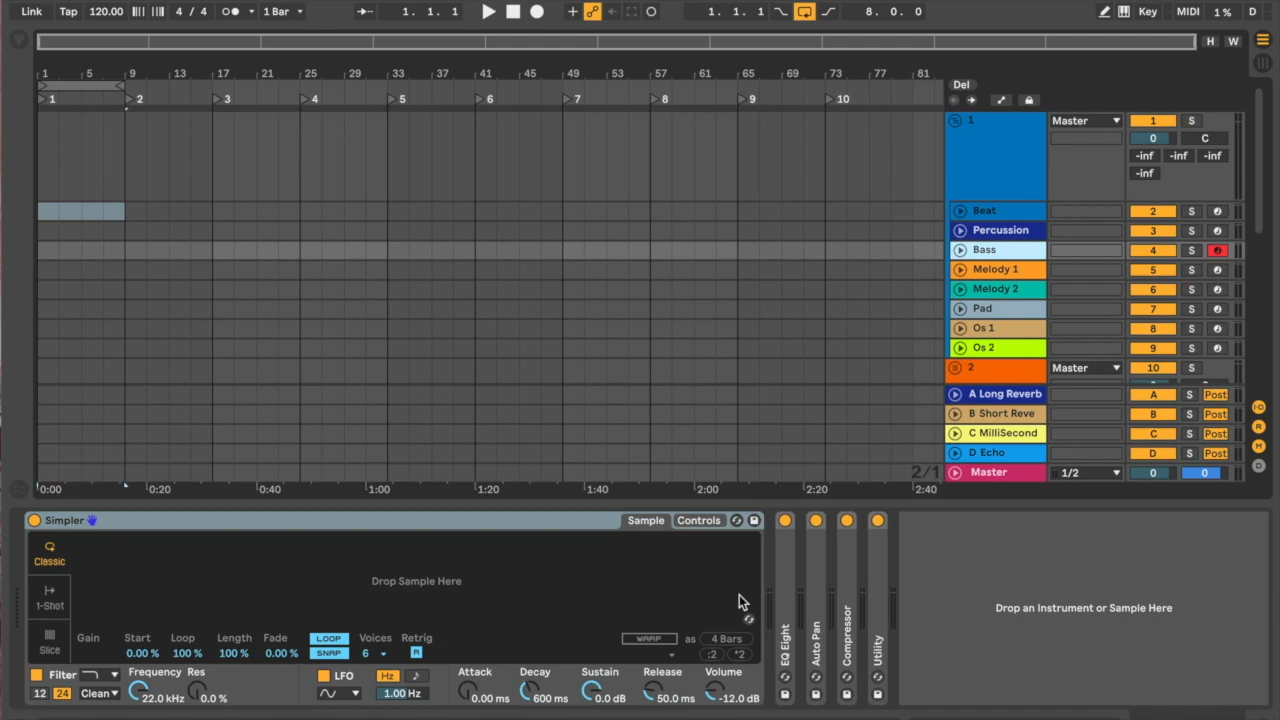 Link Tap 120.00 4 / 4 1 Bar 1. 1. 1 1. 1. 1 8. 0. 0 Key MIDI 1 % D
H W
1 5 9 13 17 21 25 29 33 37 41 45 49 53 57 61 65 69 73 77 81
Del
1 2 3 4 5 6 7 8 9 10
1 Master 1 S
0 C
-inf -inf -inf
-inf
Beat 2 S
Percussion 3 S
Bass 4 S
Melody 1 5 S
Melody 2 6 S
Pad 7 S
Os 1 8 S
Os 2 9 S
2 Master 10 S
A Long Reverb A S Post
B Short Reve B S Post
C MilliSecond C S Post
D Echo D S Post
2/1 Master 1/2 0 0
0:00 0:20 0:40 1:00 1:20 1:40 2:00 2:20 2:40
I·O
R
M
D
Simpler Sample Controls
Classic
1-Shot
Slice
Drop Sample Here
Gain Start Loop Length Fade LOOP Voices Retrig WARP as 4 Bars
0.00 % 100 % 100 % 0.00 % SNAP 6 R :2 *2
Filter Frequency Res LFO Hz Attack Decay Sustain Release Volume
12 24 Clean 22.0 kHz 0.0 % 1.00 Hz 0.00 ms 600 ms 0.0 dB 50.0 ms -12.0 dB
EQ Eight
Auto Pan
Compressor
Utility
Drop an Instrument or Sample Here